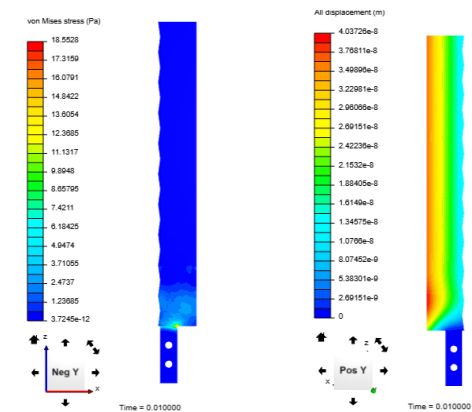 von Mises stress (Pa)
18.5528
17.3159
16.0791
14.8422
13.6054
12.3685
11.1317
9.8948
8.65795
7.4211
6.18425
4.9474
3.71055
2.4737
1.23685
3.7245e-12
z
Neg Y
x
Time = 0.010000
All displacement (m)
4.03726e-8
3.76811e-8
3.49896e-8
3.22981e-8
2.96066e-8
2.69151e-8
2.42236e-8
2.1532e-8
1.88405e-8
1.6149e-8
1.34575e-8
1.0766e-8
8.07452e-9
5.38301e-9
2.69151e-9
0
z
Pos Y
x
Time = 0.010000